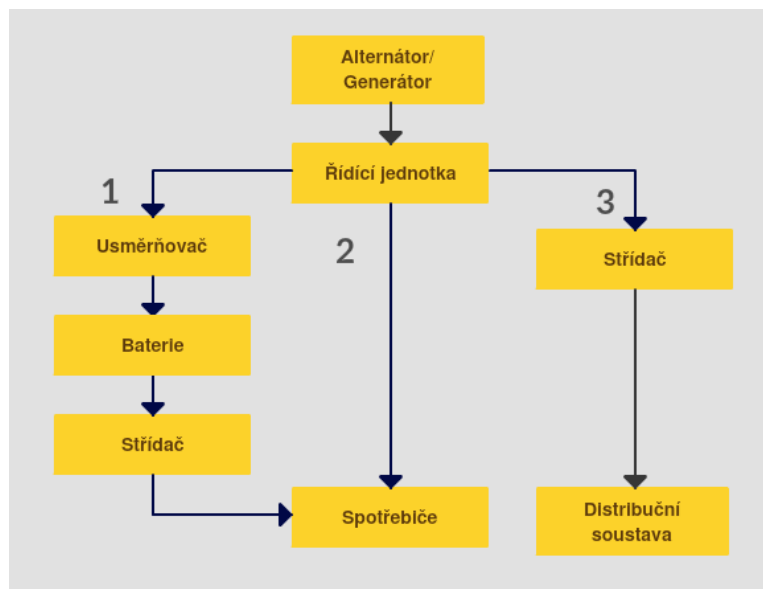 Alternátor/
Generátor
Řídící jednotka
1
Usměrňovač
Baterie
Střídač
2
Spotřebiče
3
Střídač
Distribuční
soustava